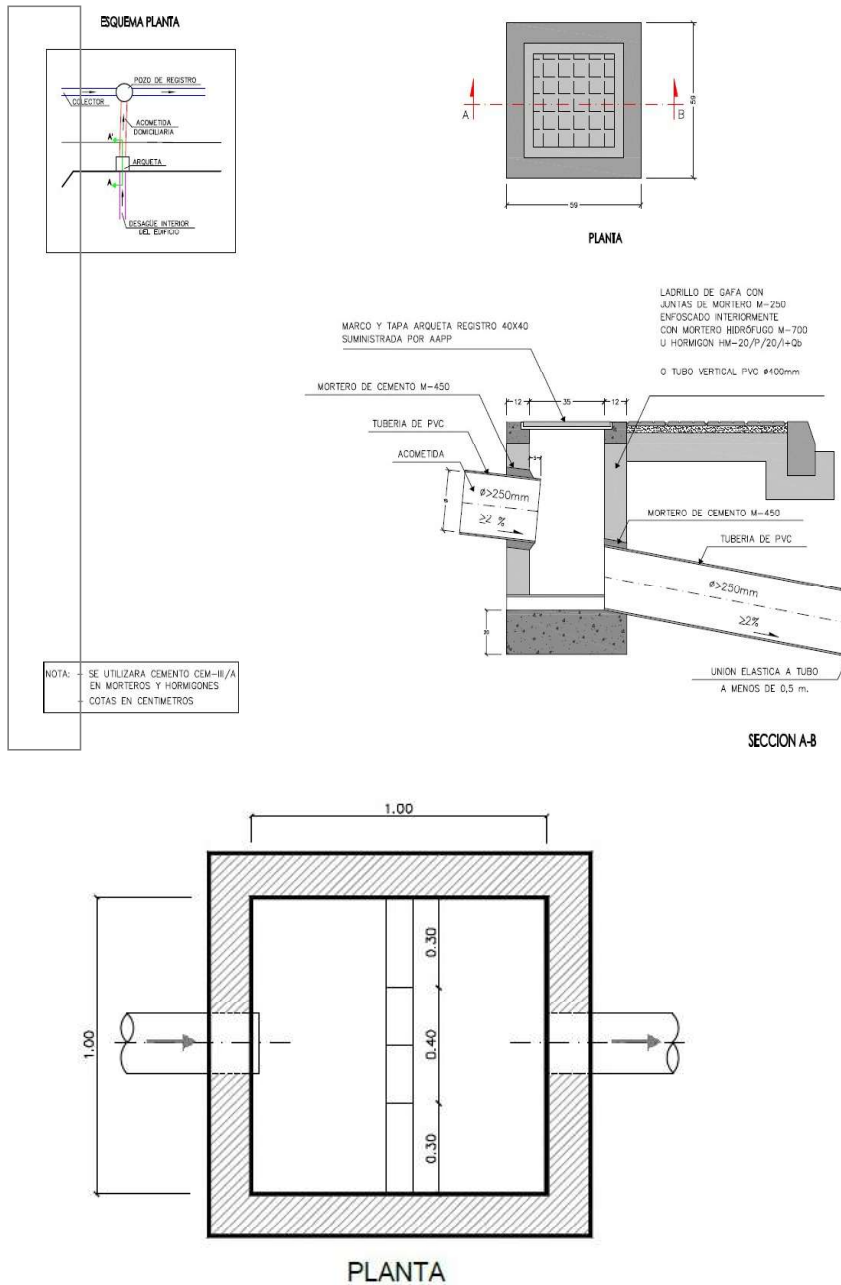 ESQUEMA PLANTA
POZO DE REGISTRO
COLECTOR
ACOMETIDA
DOMICILIARIA
A'
ARQUETA
A
DESAGÜE INTERIOR
DEL EDIFICIO
A
B
59
59
PLANTA
LADRILLO DE GAFA CON
JUNTAS DE MORTERO M-250
ENFOSCADO INTERIORMENTE
CON MORTERO HIDRÓFUGO M-700
U HORMIGON HM-20/P/20/I+Qb
O TUBO VERTICAL PVC ø400mm
MARCO Y TAPA ARQUETA REGISTRO 40X40
SUMINISTRADA POR AAPP
MORTERO DE CEMENTO M-450
12
35
12
TUBERIA DE PVC
ACOMETIDA
ø>250mm
≥2 %
MORTERO DE CEMENTO M-450
TUBERIA DE PVC
ø>250mm
≥2%
UNION ELASTICA A TUBO
A MENOS DE 0,5 m.
NOTA: - SE UTILIZARA CEMENTO CEM-III/A
EN MORTEROS Y HORMIGONES
- COTAS EN CENTIMETROS
SECCION A-B
1.00
1.00
0.30
0.40
0.30
PLANTA